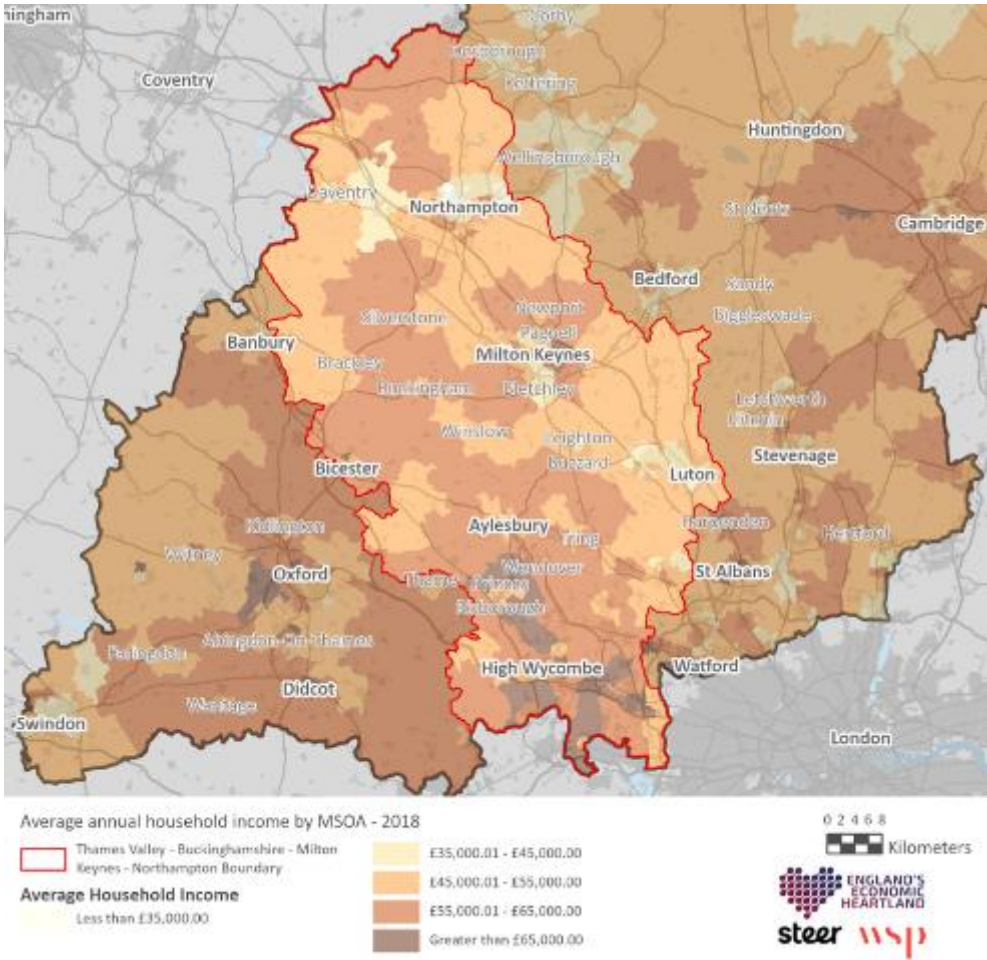 ningham
Corby
Desborough
Kettering
Coventry
Huntingdon
Wellingborough
Daventry
Northampton
St Neots
Cambridge
Bedford
Sandy
Newport
Pagnell
Biggleswade
Silverstone
Banbury
Milton Keynes
Brackley
Buckingham
Bletchley
Letchworth
Hitchin
Winslow
Leighton
Buzzard
Stevenage
Bicester
Luton
Kidlington
Aylesbury
Harpenden
Hertford
Tring
Witney
Oxford
Wendover
St Albans
Thame
Princes
Risborough
Abingdon-On-Thames
Faringdon
High Wycombe
Watford
Didcot
Wantage
Swindon
London
Average annual household income by MSOA - 2018
Thames Valley - Buckinghamshire - Milton
Keynes - Northampton Boundary
Average Household Income
Less than £35,000.00
£35,000.01 - £45,000.00
£45,000.01 - £55,000.00
£55,000.01 - £65,000.00
Greater than £65,000.00
0 2 4 6 8
Kilometers
ENGLAND'S
ECONOMIC
HEARTLAND
steer wsp